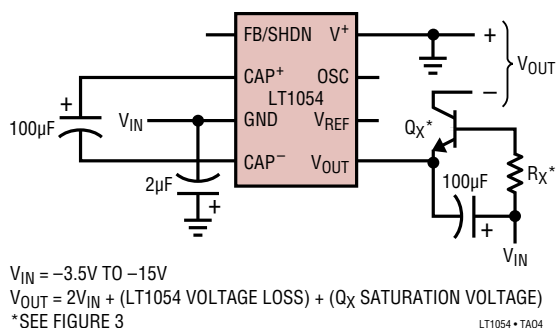 FB/SHDN V+
CAP+ OSC
LT1054
GND VREF
CAP− VOUT
+
100µF
VIN
2µF
+
+
VOUT
−
QX*
RX*
100µF
+
VIN
VIN = –3.5V TO –15V
VOUT = 2VIN + (LT1054 VOLTAGE LOSS) + (QX SATURATION VOLTAGE)
*SEE FIGURE 3
LT1054 • TA04